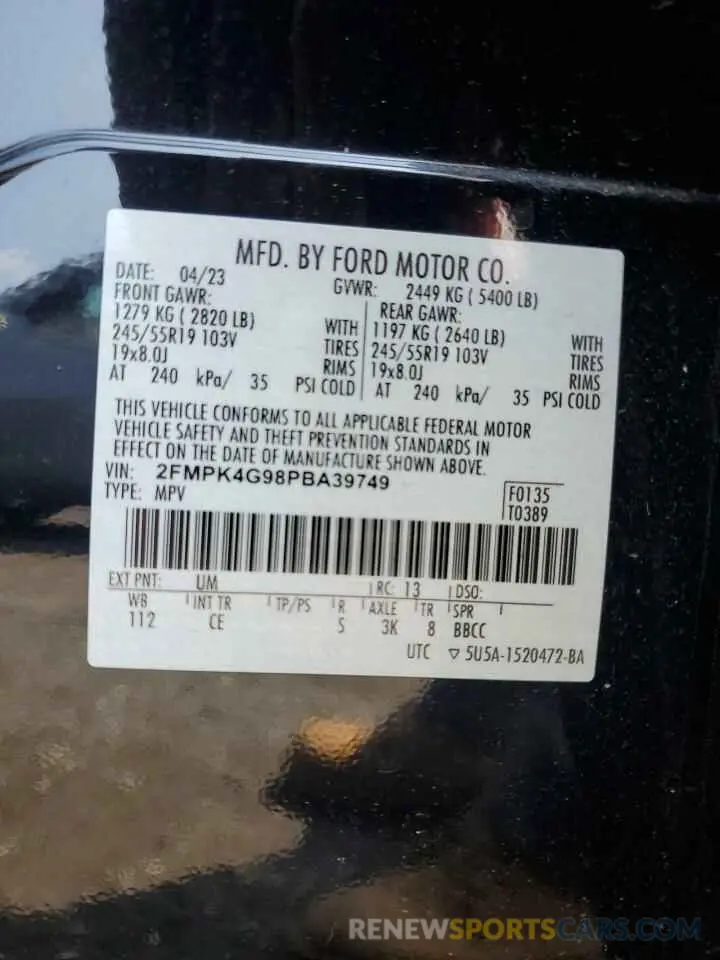 MFD. BY FORD MOTOR CO.
DATE: 04/23 GVWR: 2449 KG ( 5400 LB)
FRONT GAWR: REAR GAWR:
1279 KG ( 2820 LB) WITH 1197 KG ( 2640 LB) WITH
245/55R19 103V TIRES 245/55R19 103V TIRES
19x8.0J RIMS 19x8.0J RIMS
AT 240 kPa/ 35 PSI COLD AT 240 kPa/ 35 PSI COLD
THIS VEHICLE CONFORMS TO ALL APPLICABLE FEDERAL MOTOR
VEHICLE SAFETY AND THEFT PREVENTION STANDARDS IN
EFFECT ON THE DATE OF MANUFACTURE SHOWN ABOVE.
VIN: 2FMPK4G98PBA39749
TYPE: MPV F0135
T0389
EXT PNT: UM RC: 13 DSO:
WB INT TR TP/PS R AXLE TR SPR
112 CE S 3K 8 BBCC
UTC ▽ 5U5A-1520472-BA
RENEWSPORTSCARS.COM